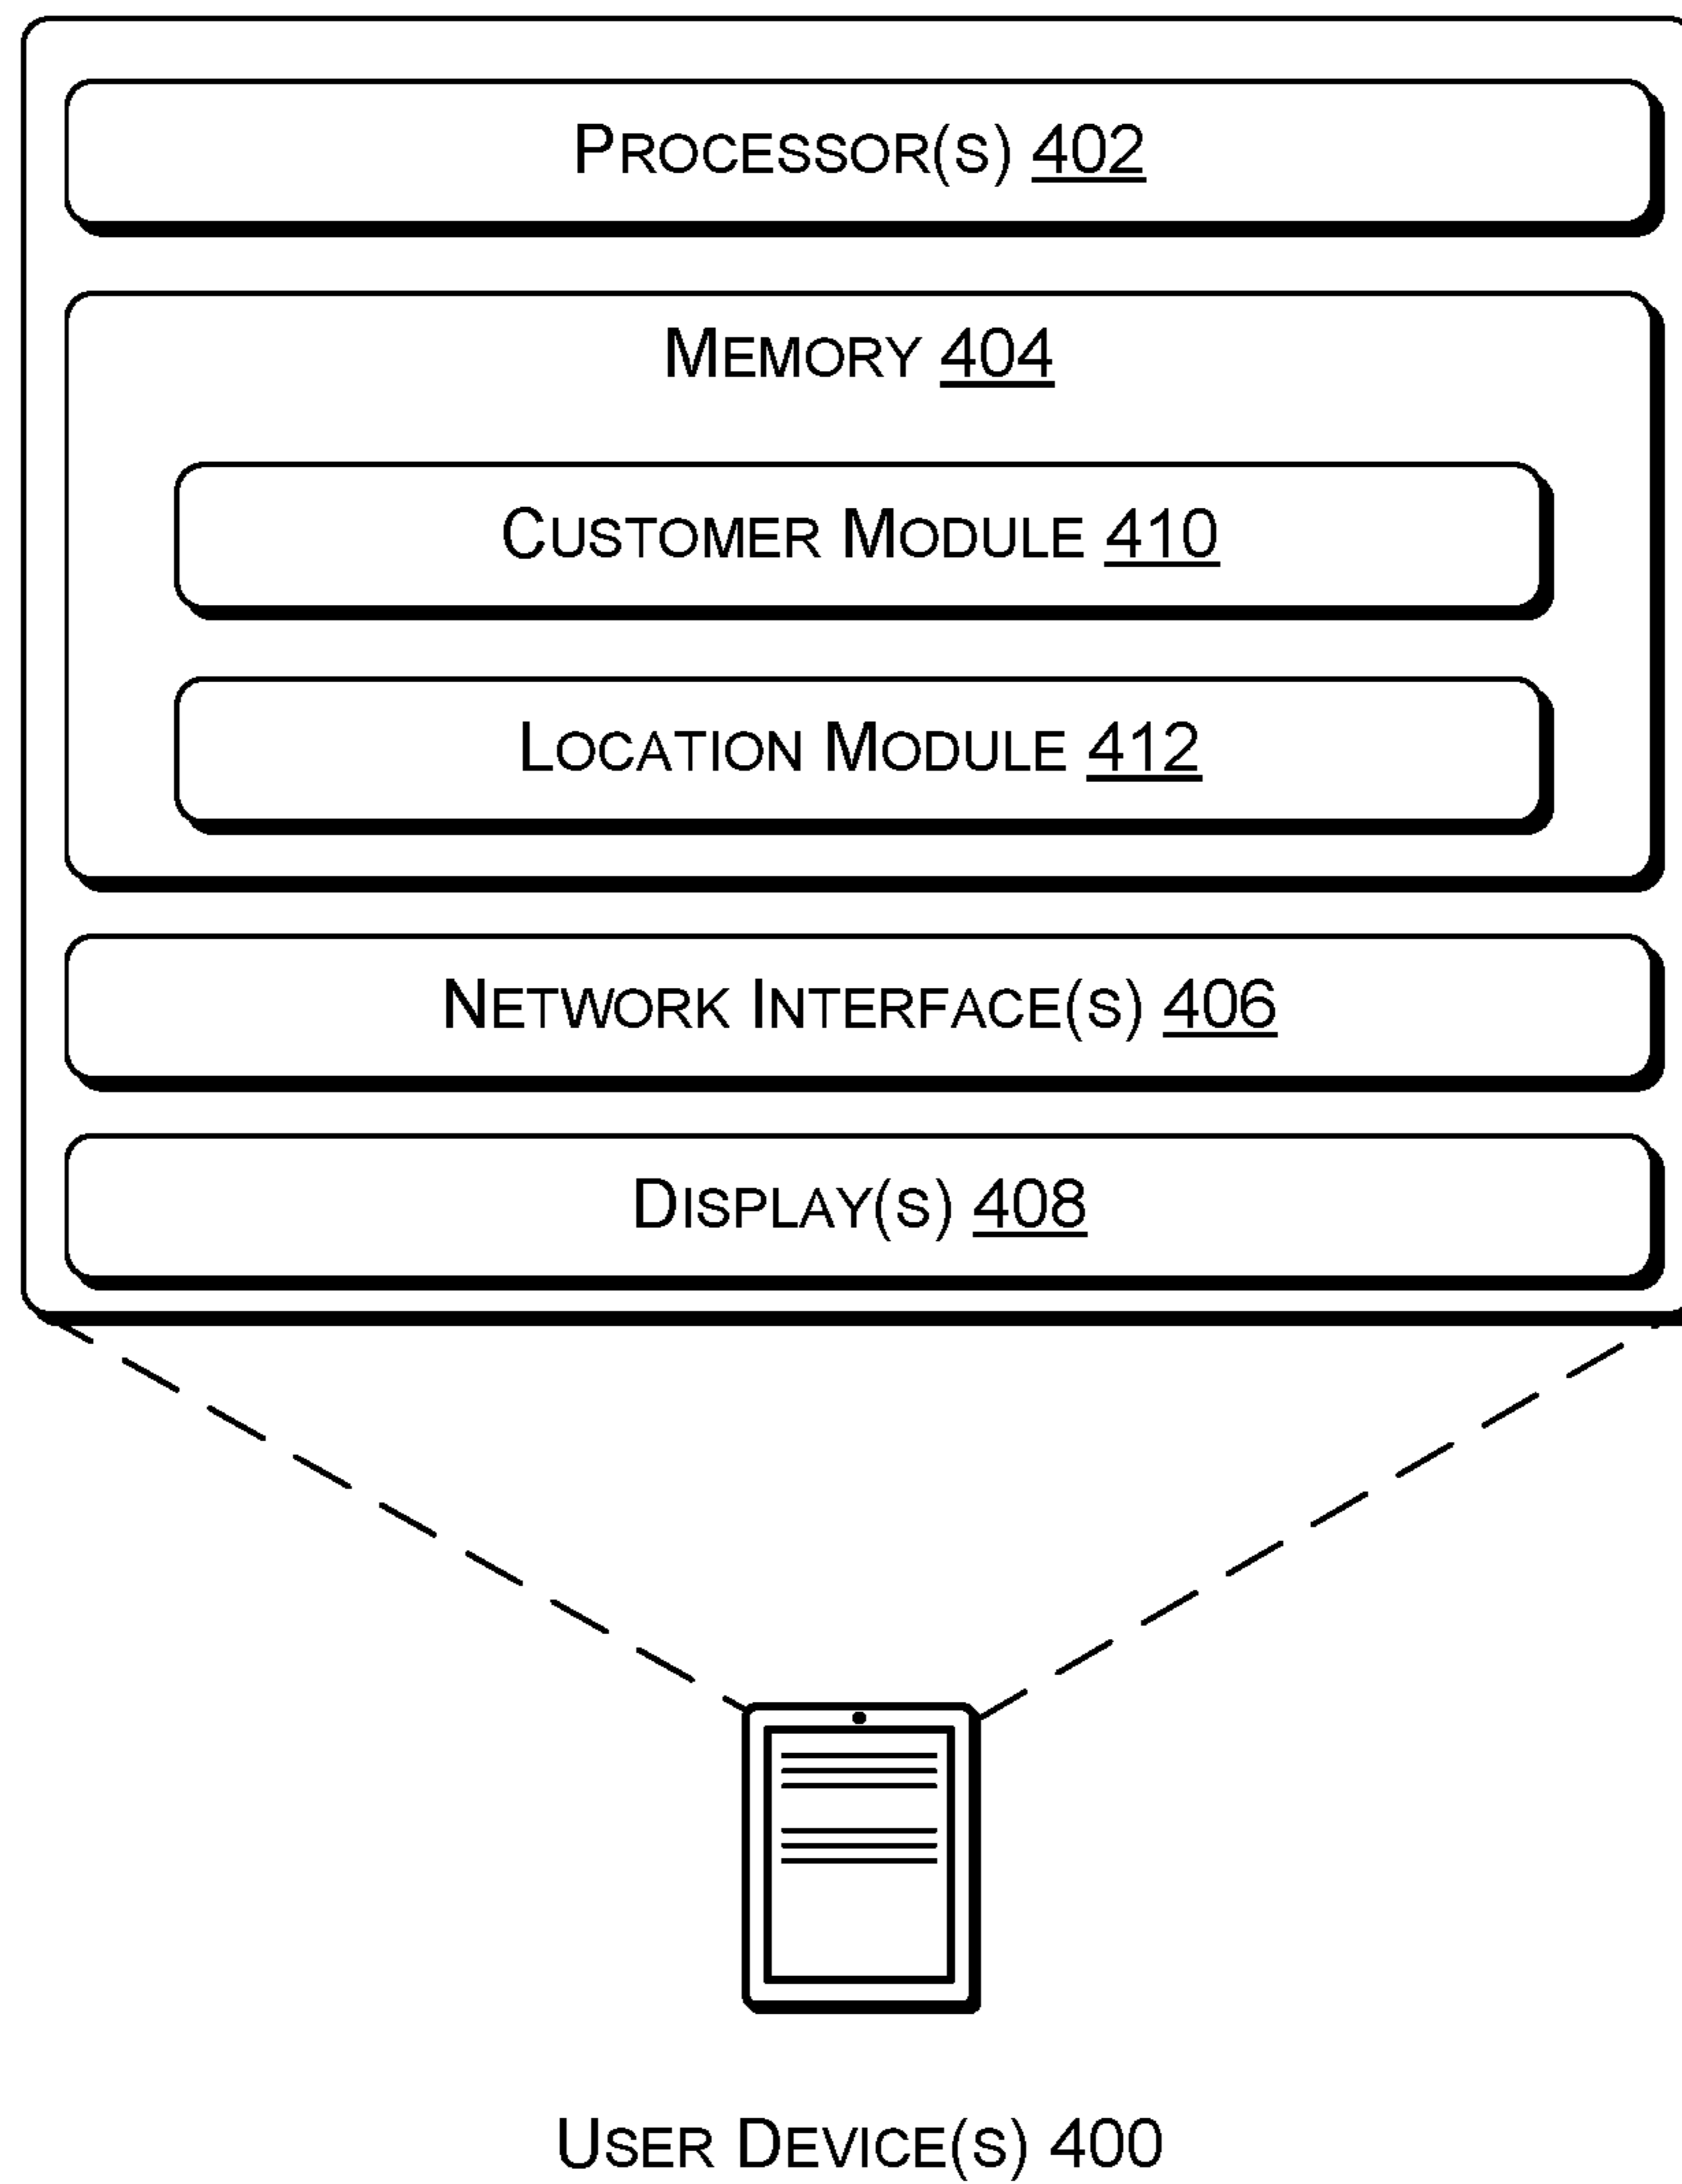 PROCESSOR(S) 402
MEMORY 404
CUSTOMER MODULE 410
LOCATION MODULE 412
NETWORK INTERFACE(S) 406
DISPLAY(S) 408
USER DEVICE(S) 400